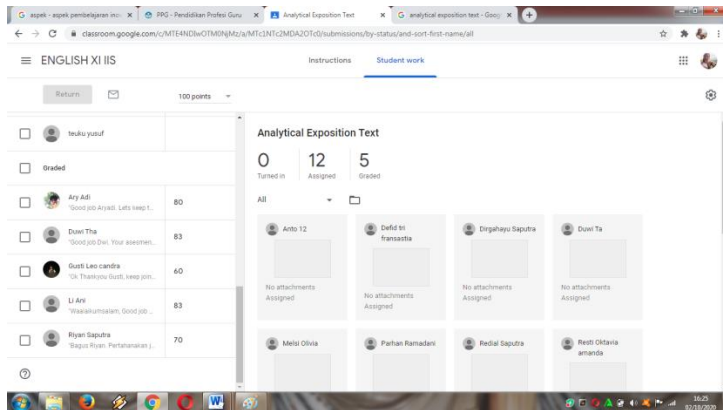 aspek - aspek pembelajaran ino
PPG - Pendidikan Profesi Guru
Analytical Exposition Text
analytical exposition text - Goog
classroom.google.com/c/MTE4NDIwOTM0NjMz/a/MTc1NTc2MDA2OTc0/submissions/by-status/and-sort-first-name/all
ENGLISH XI IIS
Instructions
Student work
Return
100 points
teuku yusuf
Graded
Ary Adi
"Good job Aryadi. Lets keep t...
80
Duwi Tha
"Good job Dwi. Your assesmen...
83
Gusti Leo candra
"Ok Thankyou Gusti, keep join...
60
Li Ani
"Waalaikumsalam, Good job ...
83
Riyan Saputra
"Bagus Riyan. Pertahanakan j...
70
Analytical Exposition Text
0
Turned in
12
Assigned
5
Graded
All
Anto 12
No attachments
Assigned
Defid tri
fransastia
No attachments
Assigned
Dirgahayu Saputra
No attachments
Assigned
Duwi Ta
No attachments
Assigned
Melsi Olivia
Parhan Ramadani
Redial Saputra
Resti Oktavia
amanda
16:25
02/10/2020